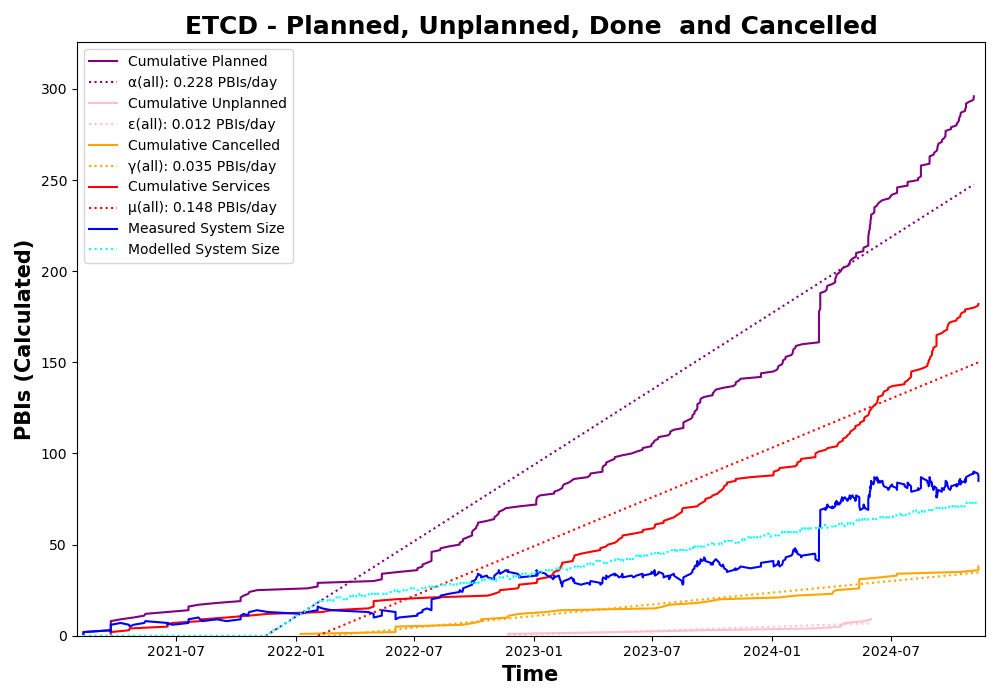 ETCD - Planned, Unplanned, Done  and Cancelled
Cumulative Planned
α(all): 0.228 PBIs/day
Cumulative Unplanned
ε(all): 0.012 PBIs/day
Cumulative Cancelled
γ(all): 0.035 PBIs/day
Cumulative Services
μ(all): 0.148 PBIs/day
Measured System Size
Modelled System Size
PBIs (Calculated)
300
250
200
150
100
50
0
2021-07 2022-01 2022-07 2023-01 2023-07 2024-01 2024-07
Time